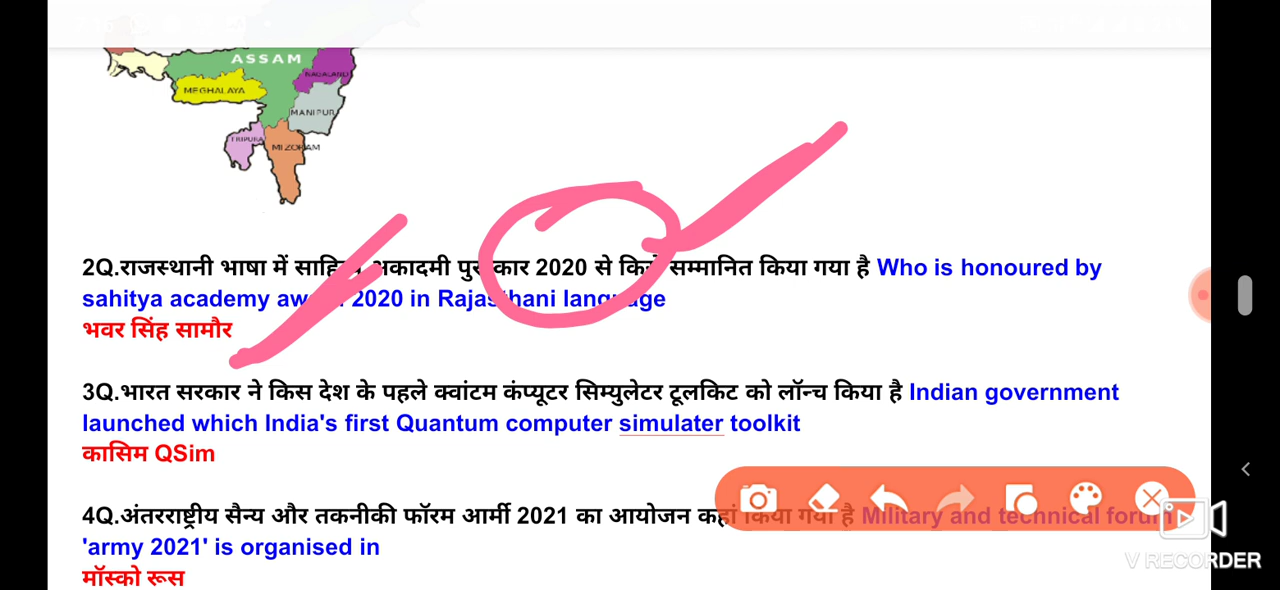 ASSAM
NAGALAND
MEGHALAYA
MANIPUR
TRIPURA
MIZORAM
2Q.राजस्थानी भाषा में अकादमी 2020 से सम्मानित किया गया है Who is honoured by
sahitya academy 2020 in Rajasthani language
भवर सिंह सामौर
3Q.भारत सरकार ने किस देश के पहले क्वांटम कंप्यूटर सिम्युलेटर टूलकिट को लॉन्च किया है Indian government
launched which India's first Quantum computer simulater toolkit
कासिम QSim
4Q.अंतरराष्ट्रीय सैन्य और तकनीकी फॉरम आर्मी 2021 का आयोजन कहां किया गया है Military and technical forum
'army 2021' is organised in
मॉस्को रूस
V RECORDER